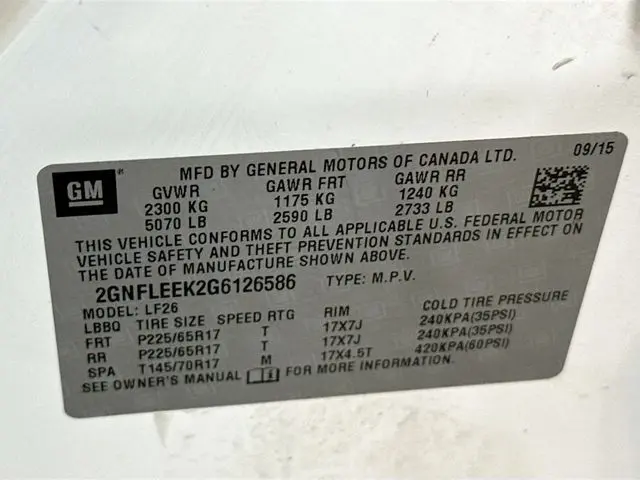 MFD BY GENERAL MOTORS OF CANADA LTD. 09/15
GM
GVWR GAWR FRT GAWR RR
2300 KG 1175 KG 1240 KG
5070 LB 2590 LB 2733 LB
THIS VEHICLE CONFORMS TO ALL APPLICABLE U.S. FEDERAL MOTOR
VEHICLE SAFETY AND THEFT PREVENTION STANDARDS IN EFFECT ON
THE DATE OF MANUFACTURE SHOWN ABOVE.
2GNFLEEK2G6126586 TYPE: M.P.V.
MODEL: LF26
LBBQ TIRE SIZE SPEED RTG RIM COLD TIRE PRESSURE
FRT P225/65R17 T 17X7J 240KPA(35PSI)
RR P225/65R17 T 17X7J 240KPA(35PSI)
SPA T145/70R17 M 17X4.5T 420KPA(60PSI)
SEE OWNER'S MANUAL FOR MORE INFORMATION.